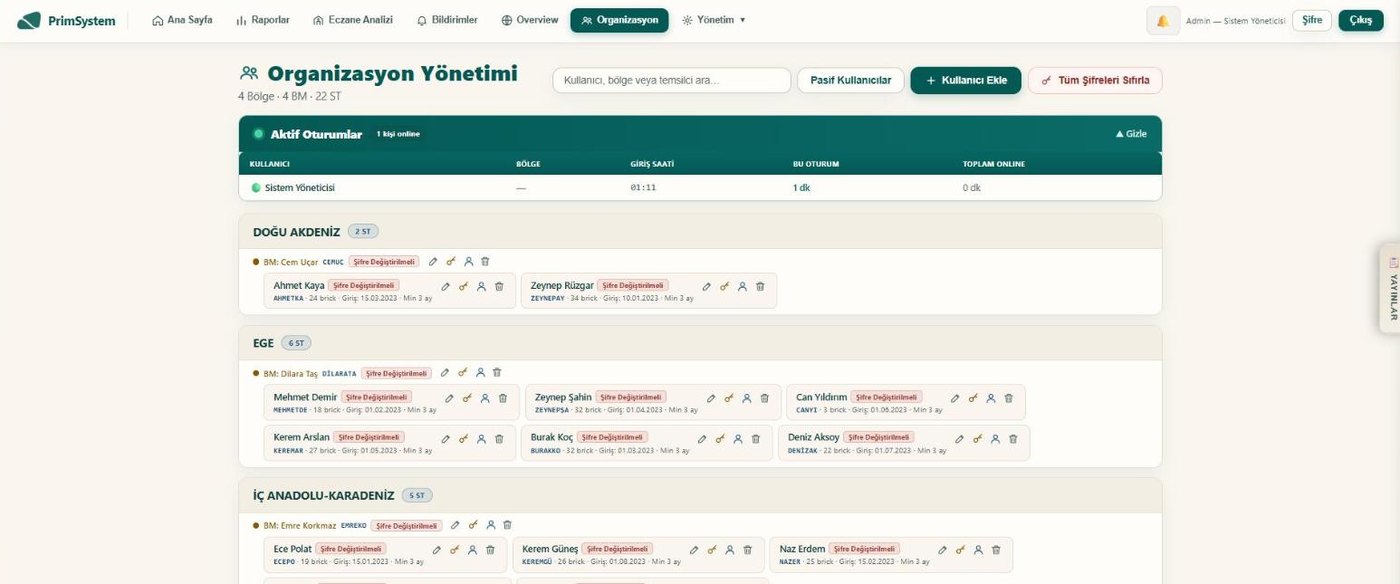 PrimSystem
Ana Sayfa
Raporlar
Eczane Analizi
Bildirimler
Overview
Organizasyon
Yönetim ▼
Admin — Sistem Yöneticisi
Şifre
Çıkış
Organizasyon Yönetimi
4 Bölge · 4 BM · 22 ST
Kullanıcı, bölge veya temsilci ara...
Pasif Kullanıcılar
+ Kullanıcı Ekle
Tüm Şifreleri Sıfırla
Aktif Oturumlar 1 kişi online
▲ Gizle
KULLANICI BÖLGE GİRİŞ SAATİ BU OTURUM TOPLAM ONLINE
Sistem Yöneticisi — 01:11 1 dk 0 dk
YAYINLAR
DOĞU AKDENİZ 2 ST
BM: Cem Uçar CEMUC Şifre Değiştirilmeli
Ahmet Kaya Şifre Değiştirilmeli
AHMETKA · 24 brick · Giriş: 15.03.2023 · Min 3 ay
Zeynep Rüzgar Şifre Değiştirilmeli
ZEYNEPAY · 34 brick · Giriş: 10.01.2023 · Min 3 ay
EGE 6 ST
BM: Dilara Taş DİLARATA Şifre Değiştirilmeli
Mehmet Demir Şifre Değiştirilmeli
MEHMETDE · 18 brick · Giriş: 01.02.2023 · Min 3 ay
Zeynep Şahin Şifre Değiştirilmeli
ZEYNEPŞA · 32 brick · Giriş: 01.04.2023 · Min 3 ay
Can Yıldırım Şifre Değiştirilmeli
CANYI · 3 brick · Giriş: 01.06.2023 · Min 3 ay
Kerem Arslan Şifre Değiştirilmeli
KEREMAR · 27 brick · Giriş: 01.05.2023 · Min 3 ay
Burak Koç Şifre Değiştirilmeli
BURAKKO · 32 brick · Giriş: 01.03.2023 · Min 3 ay
Deniz Aksoy Şifre Değiştirilmeli
DENİZAK · 22 brick · Giriş: 01.07.2023 · Min 3 ay
İÇ ANADOLU-KARADENİZ 5 ST
BM: Emre Korkmaz EMREKO Şifre Değiştirilmeli
Ece Polat Şifre Değiştirilmeli
ECEPO · 19 brick · Giriş: 15.01.2023 · Min 3 ay
Kerem Güneş Şifre Değiştirilmeli
KEREMGÜ · 26 brick · Giriş: 01.08.2023 · Min 3 ay
Naz Erdem Şifre Değiştirilmeli
NAZER · 25 brick · Giriş: 15.02.2023 · Min 3 ay